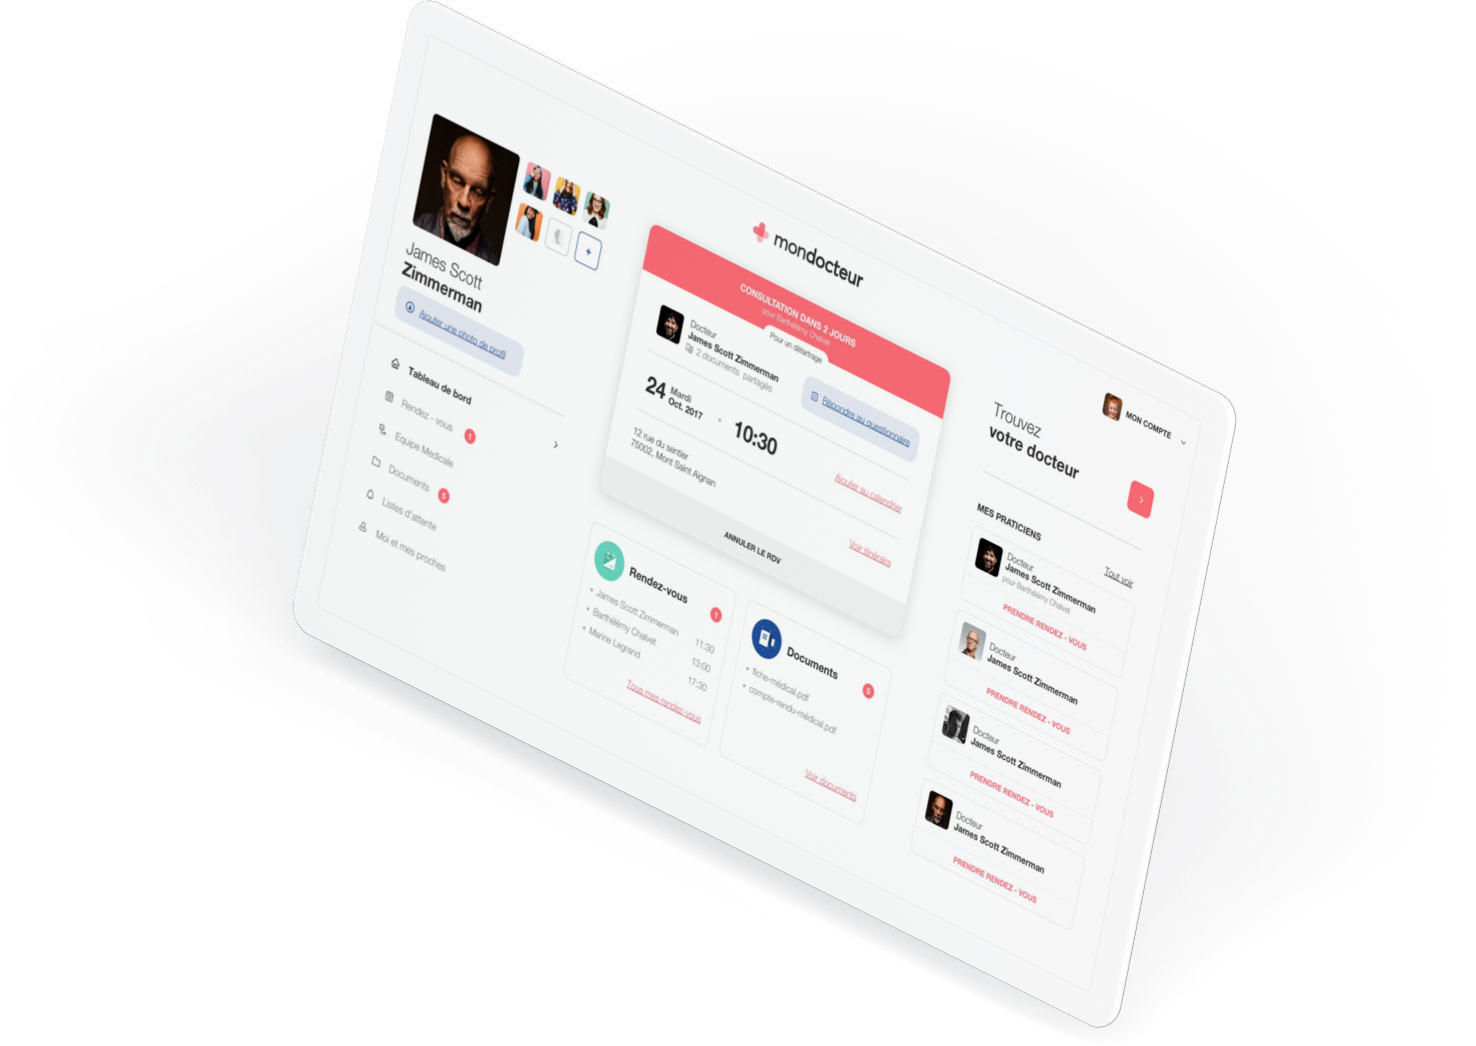 James Scott
Zimmerman
Ajouter une photo de profil
Tableau de bord
Rendez - vous 1
Equipe Medicale
Documents 5
Listes d'attente
Moi et mes proches
mondocteur
CONSULTATION DANS 2 JOURS
pour Barthélémy Chalvet
Pour un détartrage
Docteur
James Scott Zimmerman
2 documents partagés
Répondre au questionnaire
24 Mardi
Oct. 2017
10:30
Ajouter au calendrier
12 rue du sentier
75002, Mont Saint Aignan
Voir itinéraire
ANNULER LE RDV
Rendez-vous 1
James Scott Zimmerman 11:30
Barthélémy Chalvet 13:00
Marine Legrand 17:30
Tous mes rendez-vous
Documents 5
fiche-médical.pdf
compte-rendu-médical.pdf
Voir documents
MON COMPTE
Trouvez
votre docteur
MES PRATICIENS
Tout voir
Docteur
James Scott Zimmerman
pour Barthélémy Chalvet
PRENDRE RENDEZ - VOUS
Docteur
James Scott Zimmerman
PRENDRE RENDEZ - VOUS
Docteur
James Scott Zimmerman
PRENDRE RENDEZ - VOUS
Docteur
James Scott Zimmerman
PRENDRE RENDEZ - VOUS